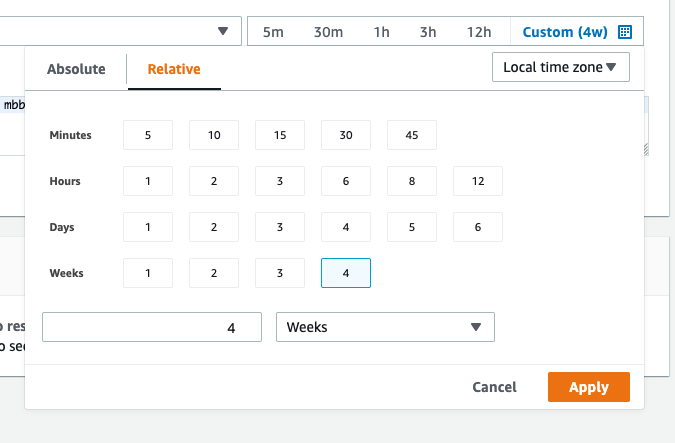 5m 30m 1h 3h 12h Custom (4w)
Absolute Relative Local time zone
mbb
Minutes 5 10 15 30 45
Hours 1 2 3 6 8 12
Days 1 2 3 4 5 6
Weeks 1 2 3 4
o res
4 Weeks
o see
Cancel Apply